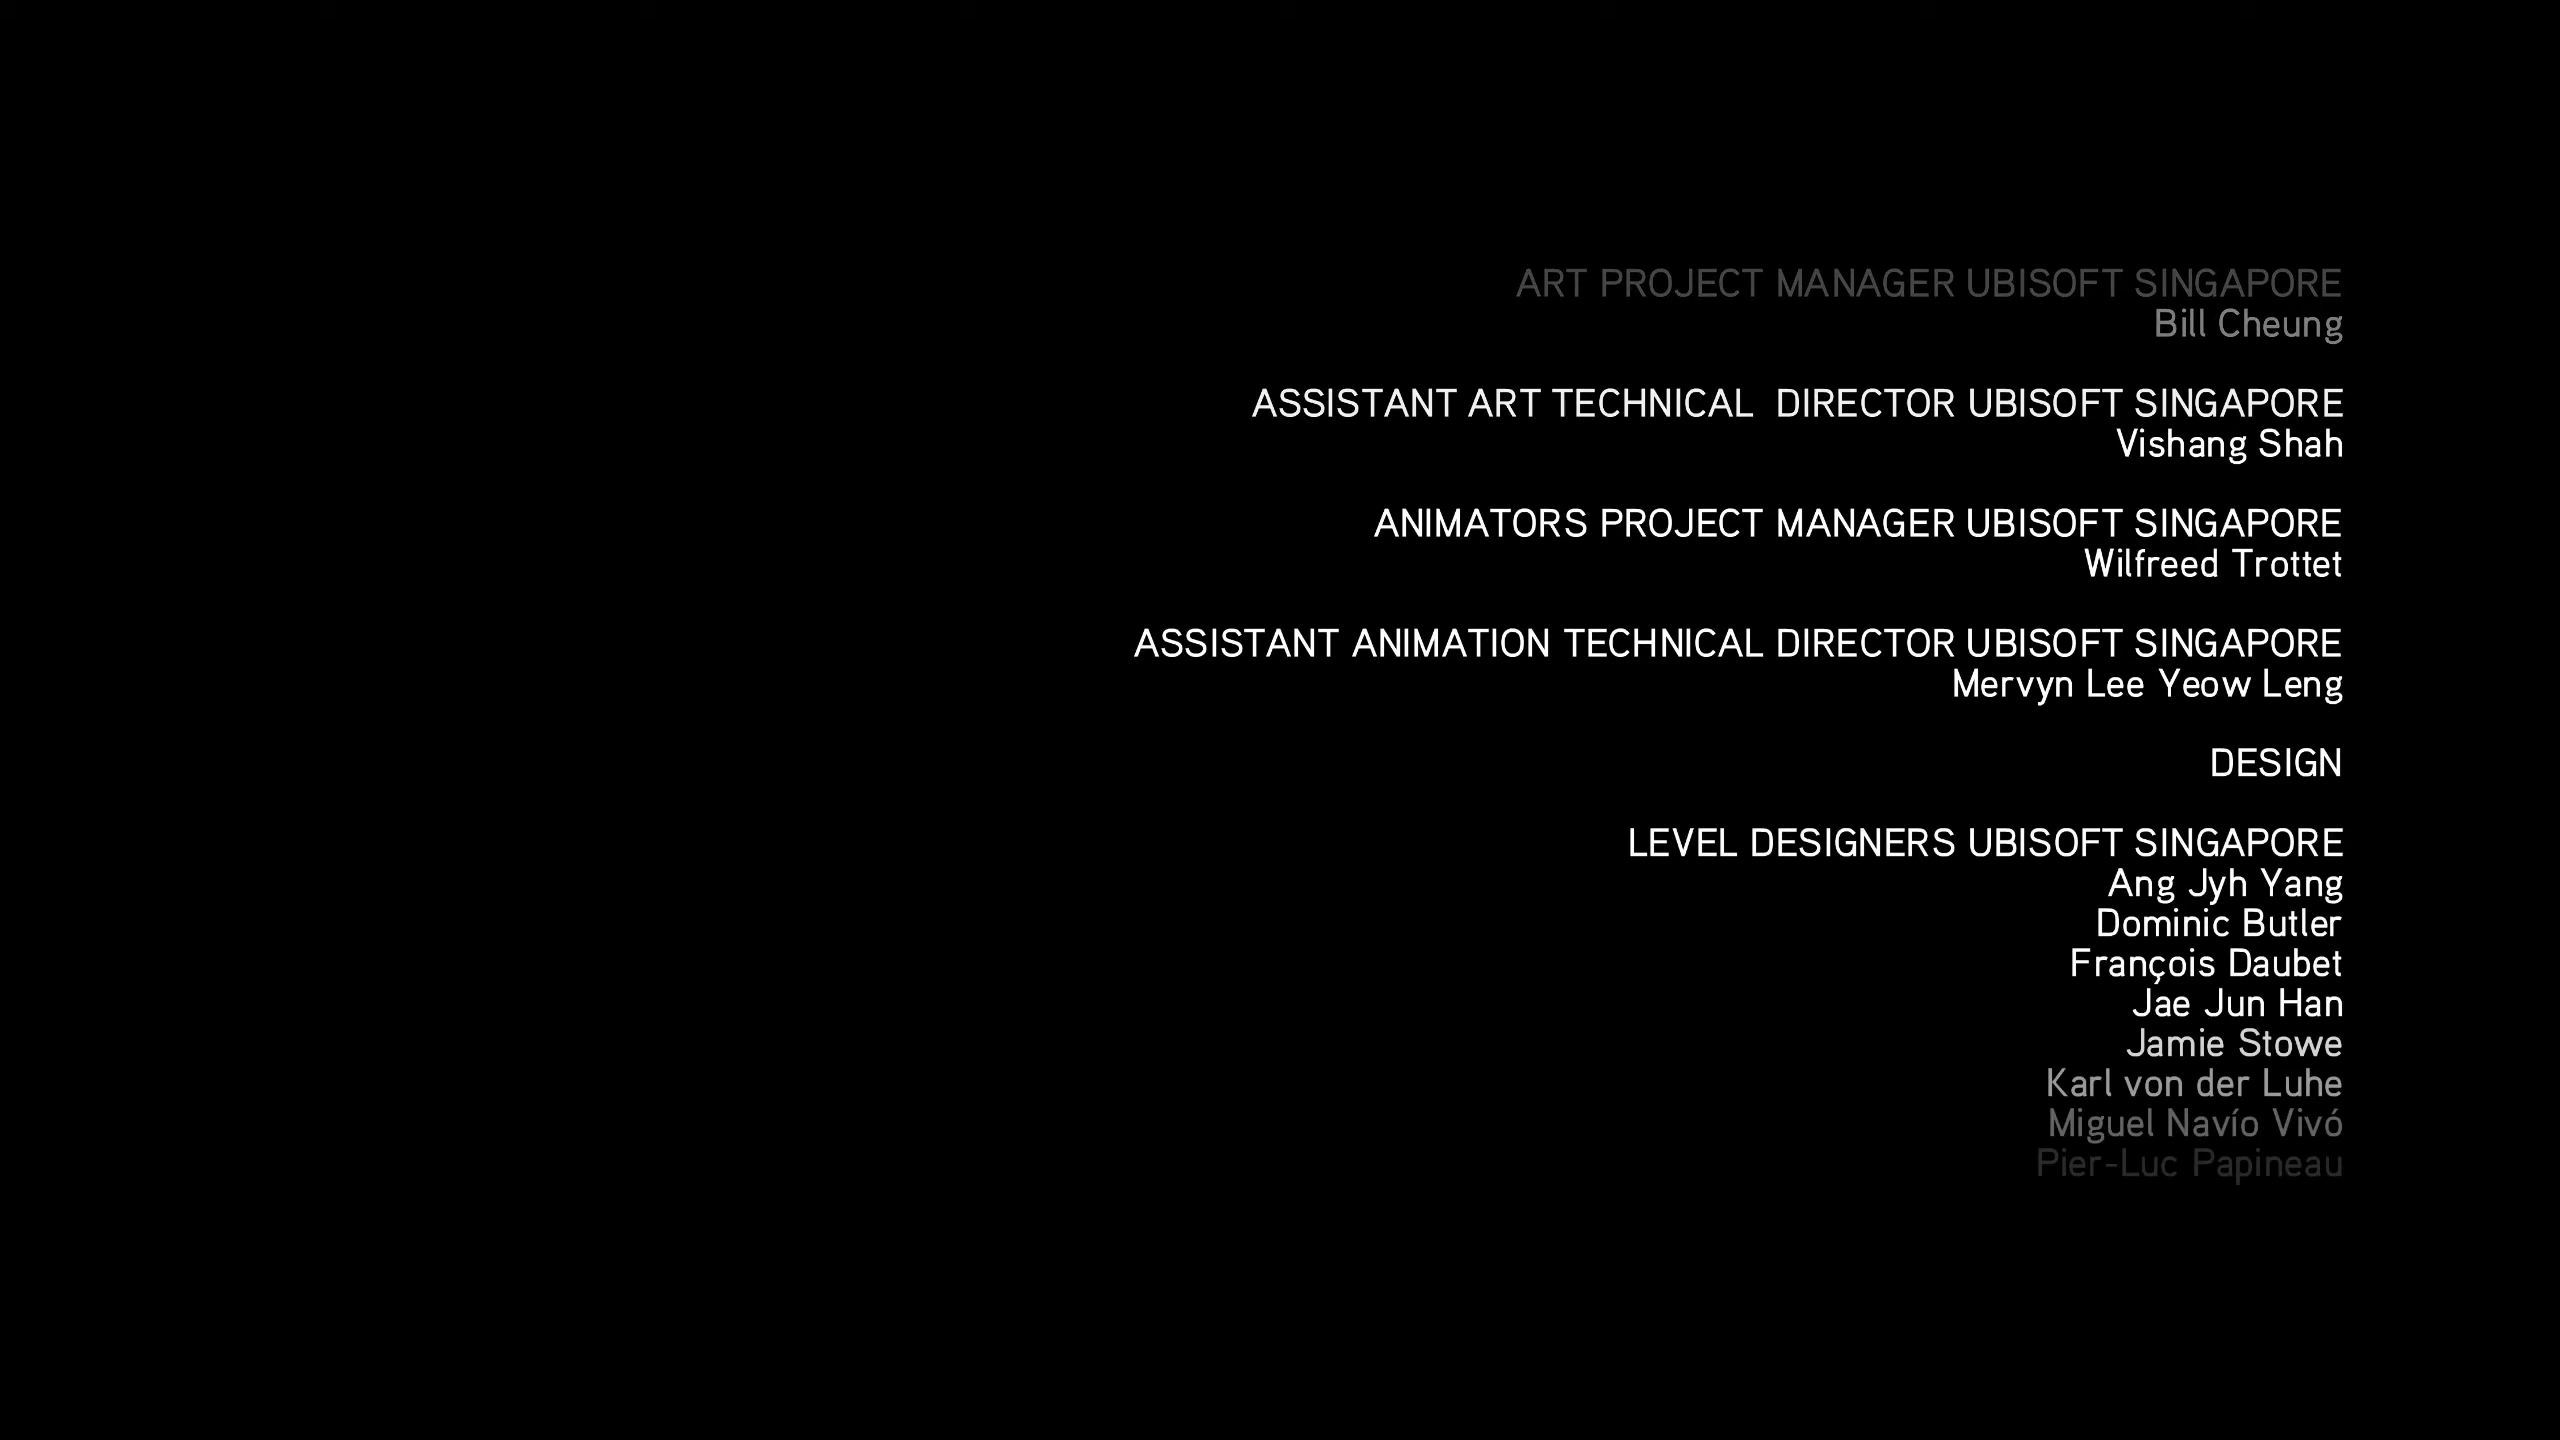 ART PROJECT MANAGER UBISOFT SINGAPORE
Bill Cheung
ASSISTANT ART TECHNICAL  DIRECTOR UBISOFT SINGAPORE
Vishang Shah
ANIMATORS PROJECT MANAGER UBISOFT SINGAPORE
Wilfreed Trottet
ASSISTANT ANIMATION TECHNICAL DIRECTOR UBISOFT SINGAPORE
Mervyn Lee Yeow Leng
DESIGN
LEVEL DESIGNERS UBISOFT SINGAPORE
Ang Jyh Yang
Dominic Butler
François Daubet
Jae Jun Han
Jamie Stowe
Karl von der Luhe
Miguel Navío Vivó
Pier-Luc Papineau